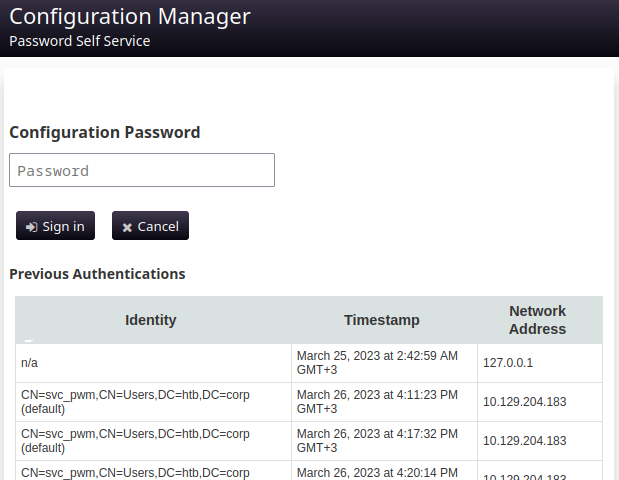 Configuration Manager
Password Self Service
Configuration Password
Password
Sign in
Cancel
Previous Authentications
Identity
Timestamp
Network
Address
n/a
March 25, 2023 at 2:42:59 AM
GMT+3
127.0.0.1
CN=svc_pwm,CN=Users,DC=htb,DC=corp
(default)
March 26, 2023 at 4:11:23 PM
GMT+3
10.129.204.183
CN=svc_pwm,CN=Users,DC=htb,DC=corp
(default)
March 26, 2023 at 4:17:32 PM
GMT+3
10.129.204.183
CN=svc_pwm,CN=Users,DC=htb,DC=corp
March 26, 2023 at 4:20:14 PM
10.129.204.183